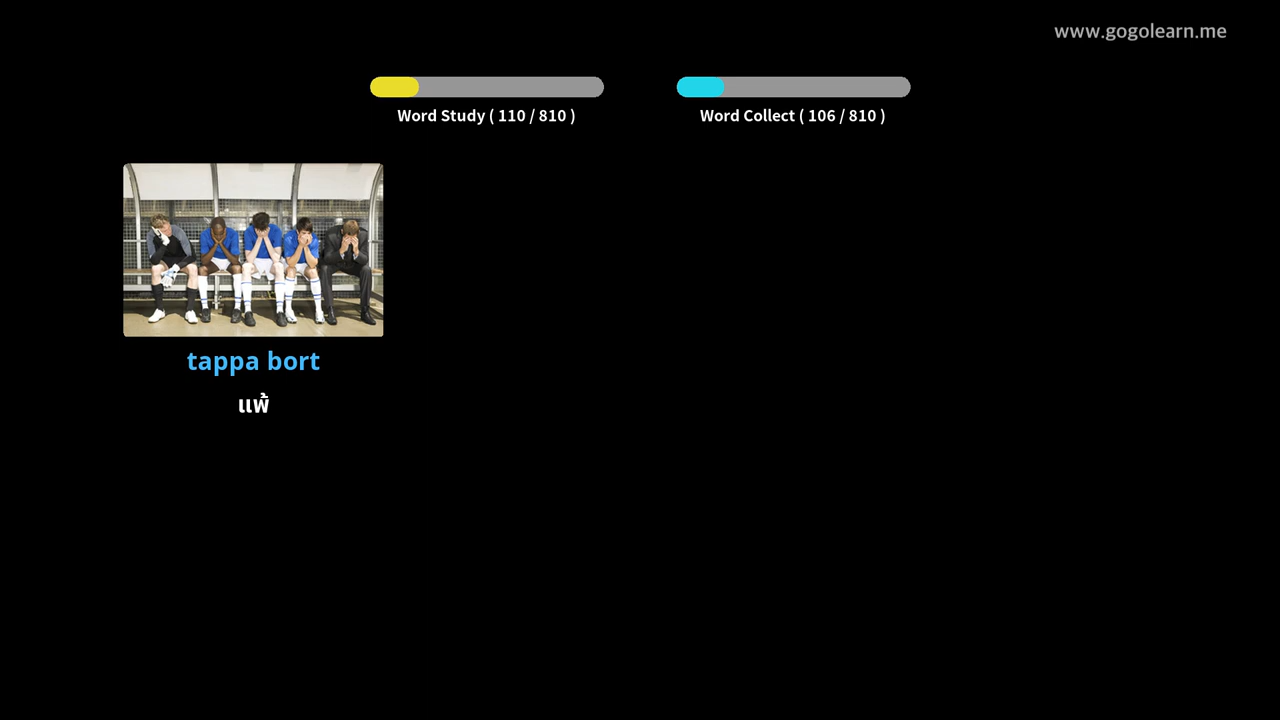 www.gogolearn.me
Word Study ( 110 / 810 )
Word Collect ( 106 / 810 )
tappa bort
แพ้